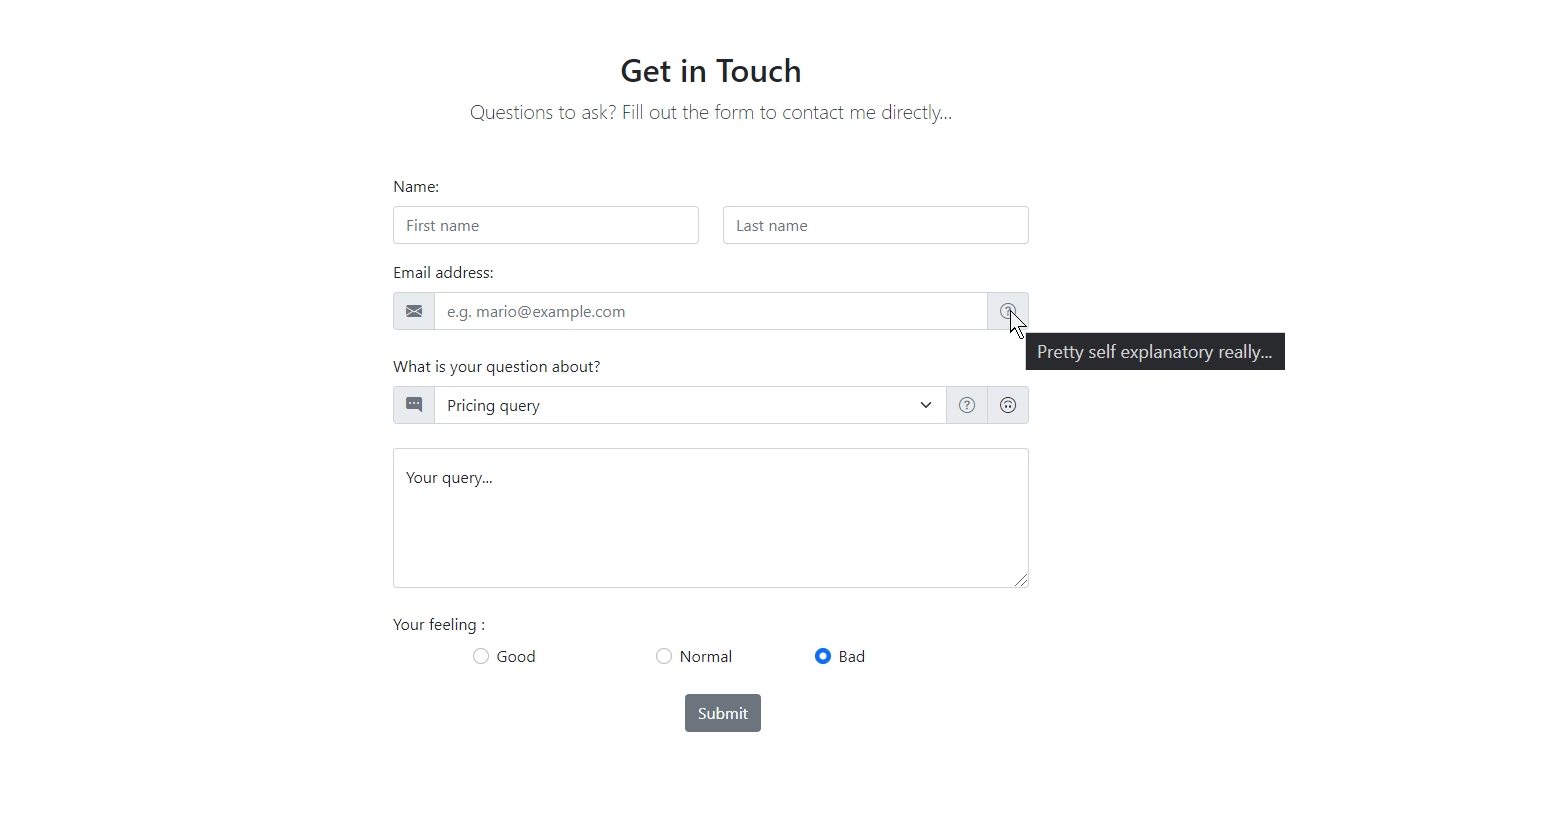 Get in Touch
Questions to ask? Fill out the form to contact me directly...
Name:
First name
Last name
Email address:
e.g. mario@example.com
Pretty self explanatory really...
What is your question about?
Pricing query
Your query...
Your feeling :
Good Normal Bad
Submit